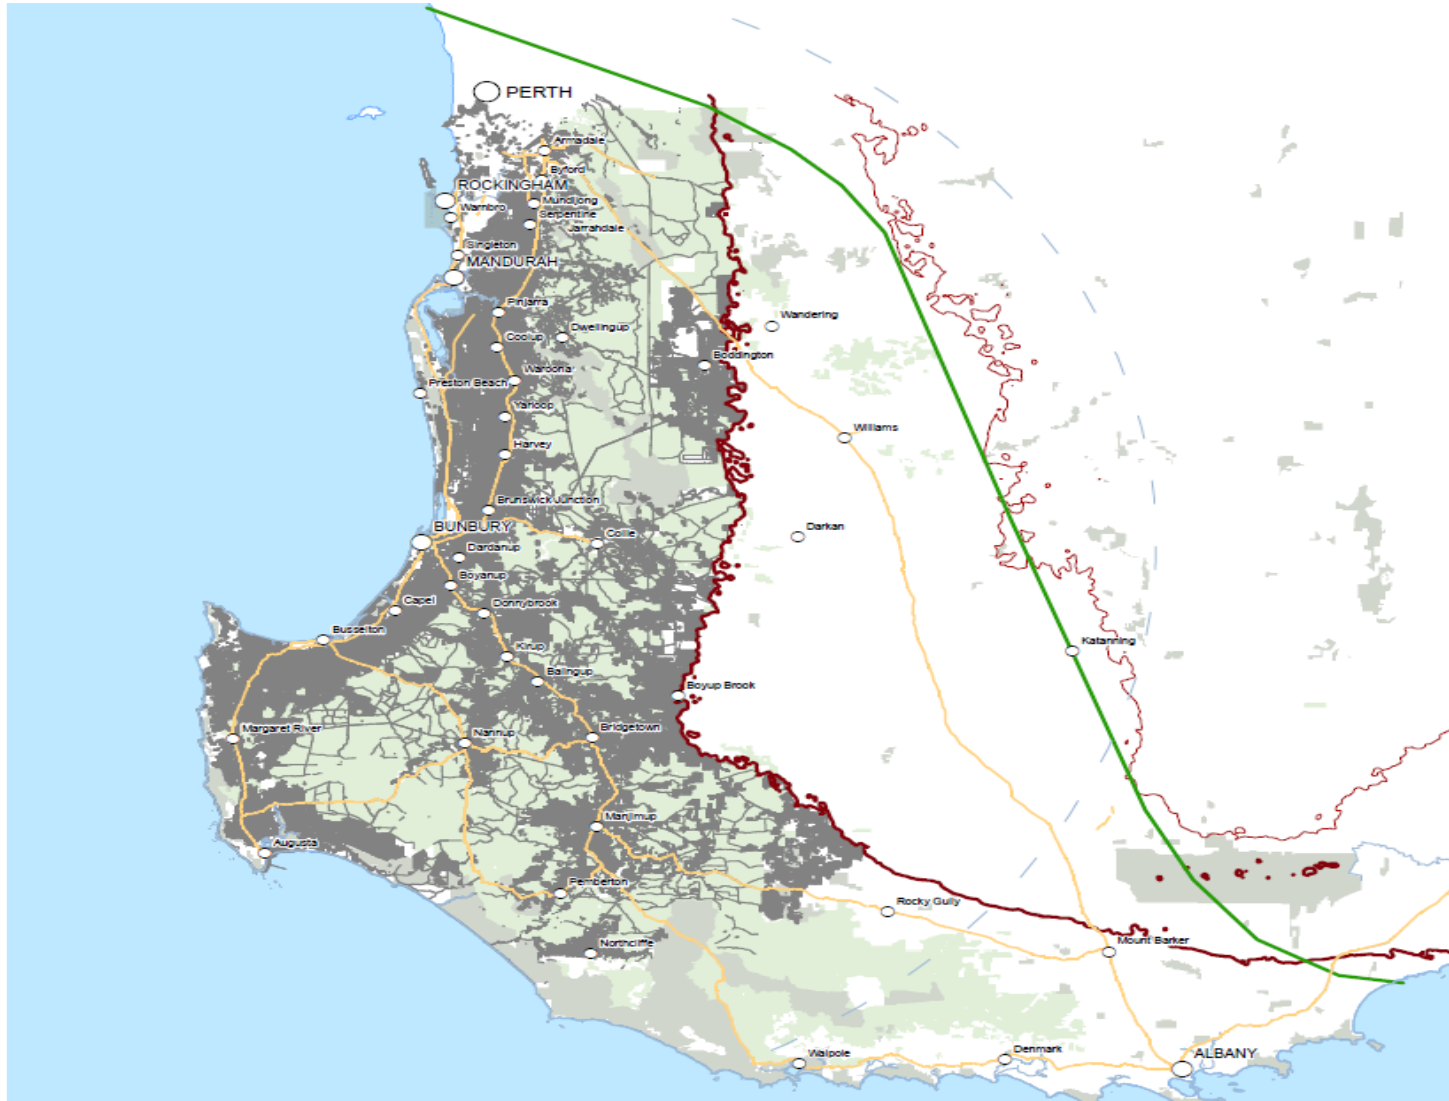 PERTH
Armadale
Byford
ROCKINGHAM
Mundijong
Warnbro
Serpentine
Jarrahdale
Singleton
MANDURAH
Pinjarra
Wandering
Dwellingup
Coolup
Boddington
Waroona
Preston Beach
Yarloop
Williams
Harvey
Brunswick Junction
BUNBURY
Darkan
Collie
Dardanup
Boyanup
Capel
Donnybrook
Busselton
Katanning
Kirup
Balingup
Boyup Brook
Margaret River
Nannup
Bridgetown
Manjimup
Augusta
Pemberton
Rocky Gully
Northcliffe
Mount Barker
Walpole
Denmark
ALBANY